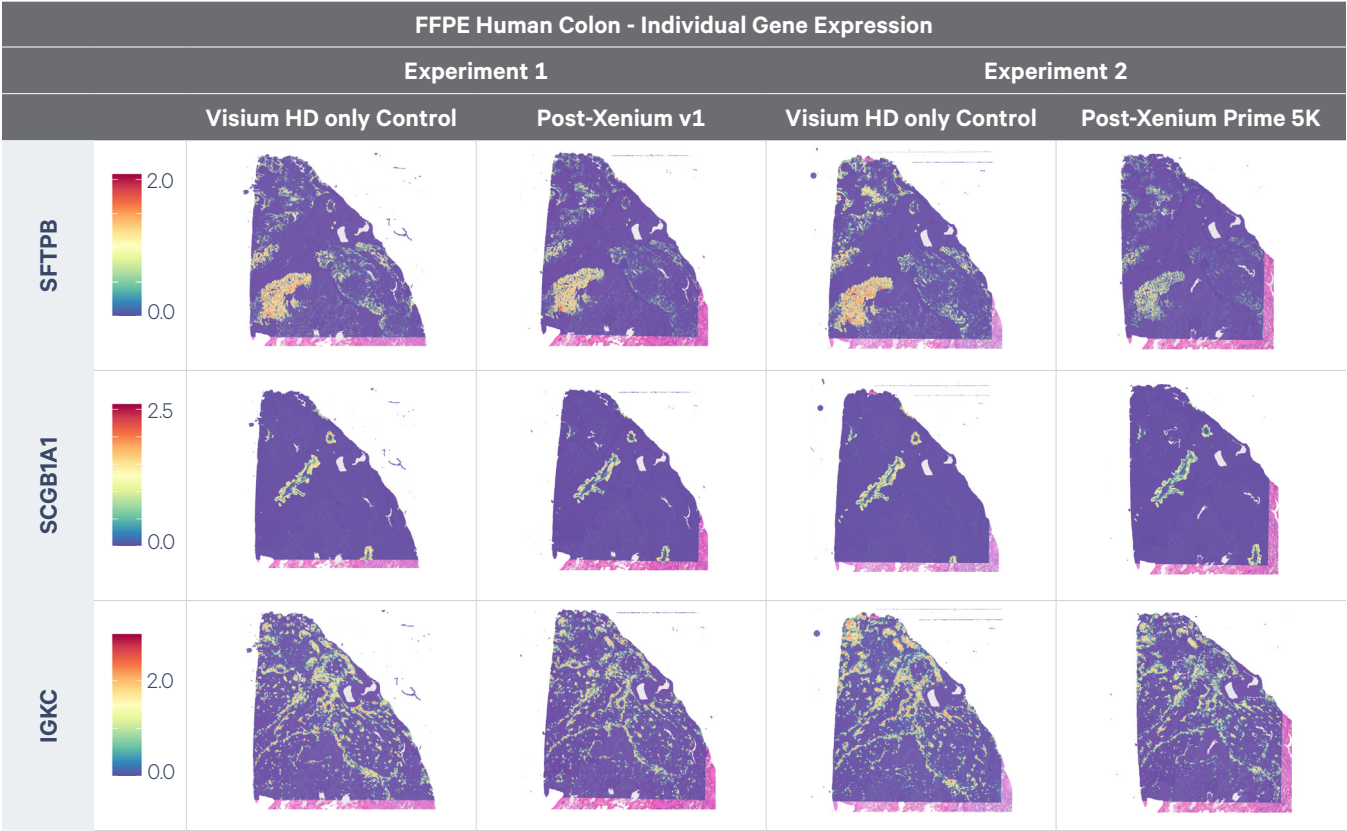 FFPE Human Colon - Individual Gene Expression
Experiment 1 Experiment 2
Visium HD only Control Post-Xenium v1 Visium HD only Control Post-Xenium Prime 5K
SFTPB
2.0
0.0
SCGB1A1
2.5
0.0
IGKC
2.0
0.0